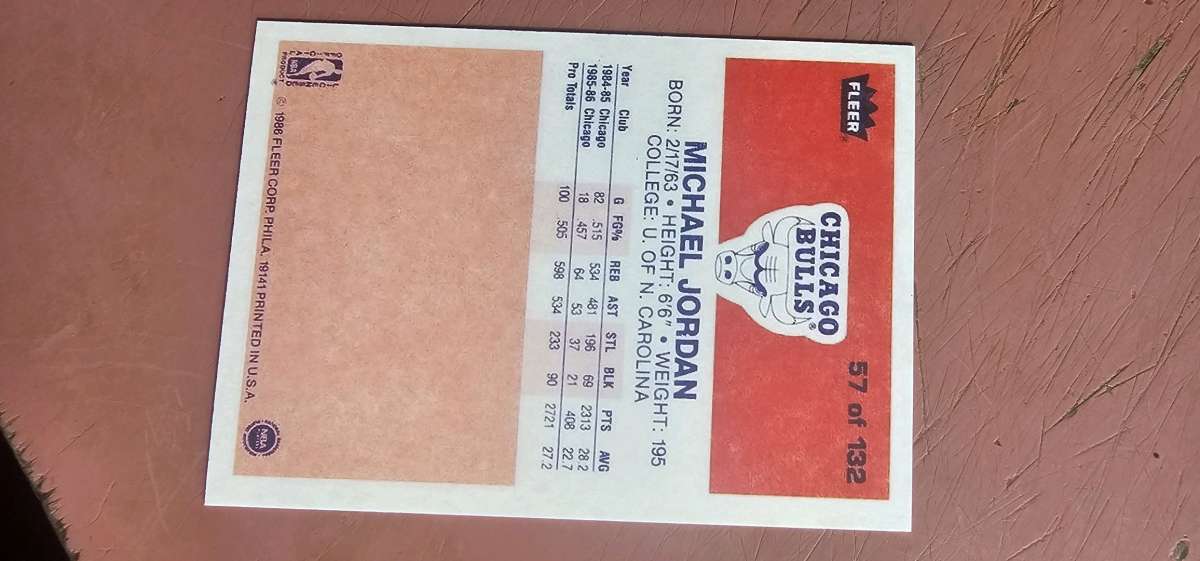 FLEER
57 of 132
CHICAGO
BULLS®
MICHAEL JORDAN
BORN: 2/17/63 • HEIGHT: 6'6" • WEIGHT: 195
COLLEGE: U. OF N. CAROLINA
Year Club G FG% REB AST STL BLK PTS AVG
1984-85 Chicago 82 .515 534 481 196 69 2313 28.2
1985-86 Chicago 18 .457 64 53 37 21 408 22.7
Pro Totals 100 .505 598 534 233 90 2721 27.2
NBA
PRODUCT
© 1986 FLEER CORP. PHILA. 19141 PRINTED IN U.S.A.